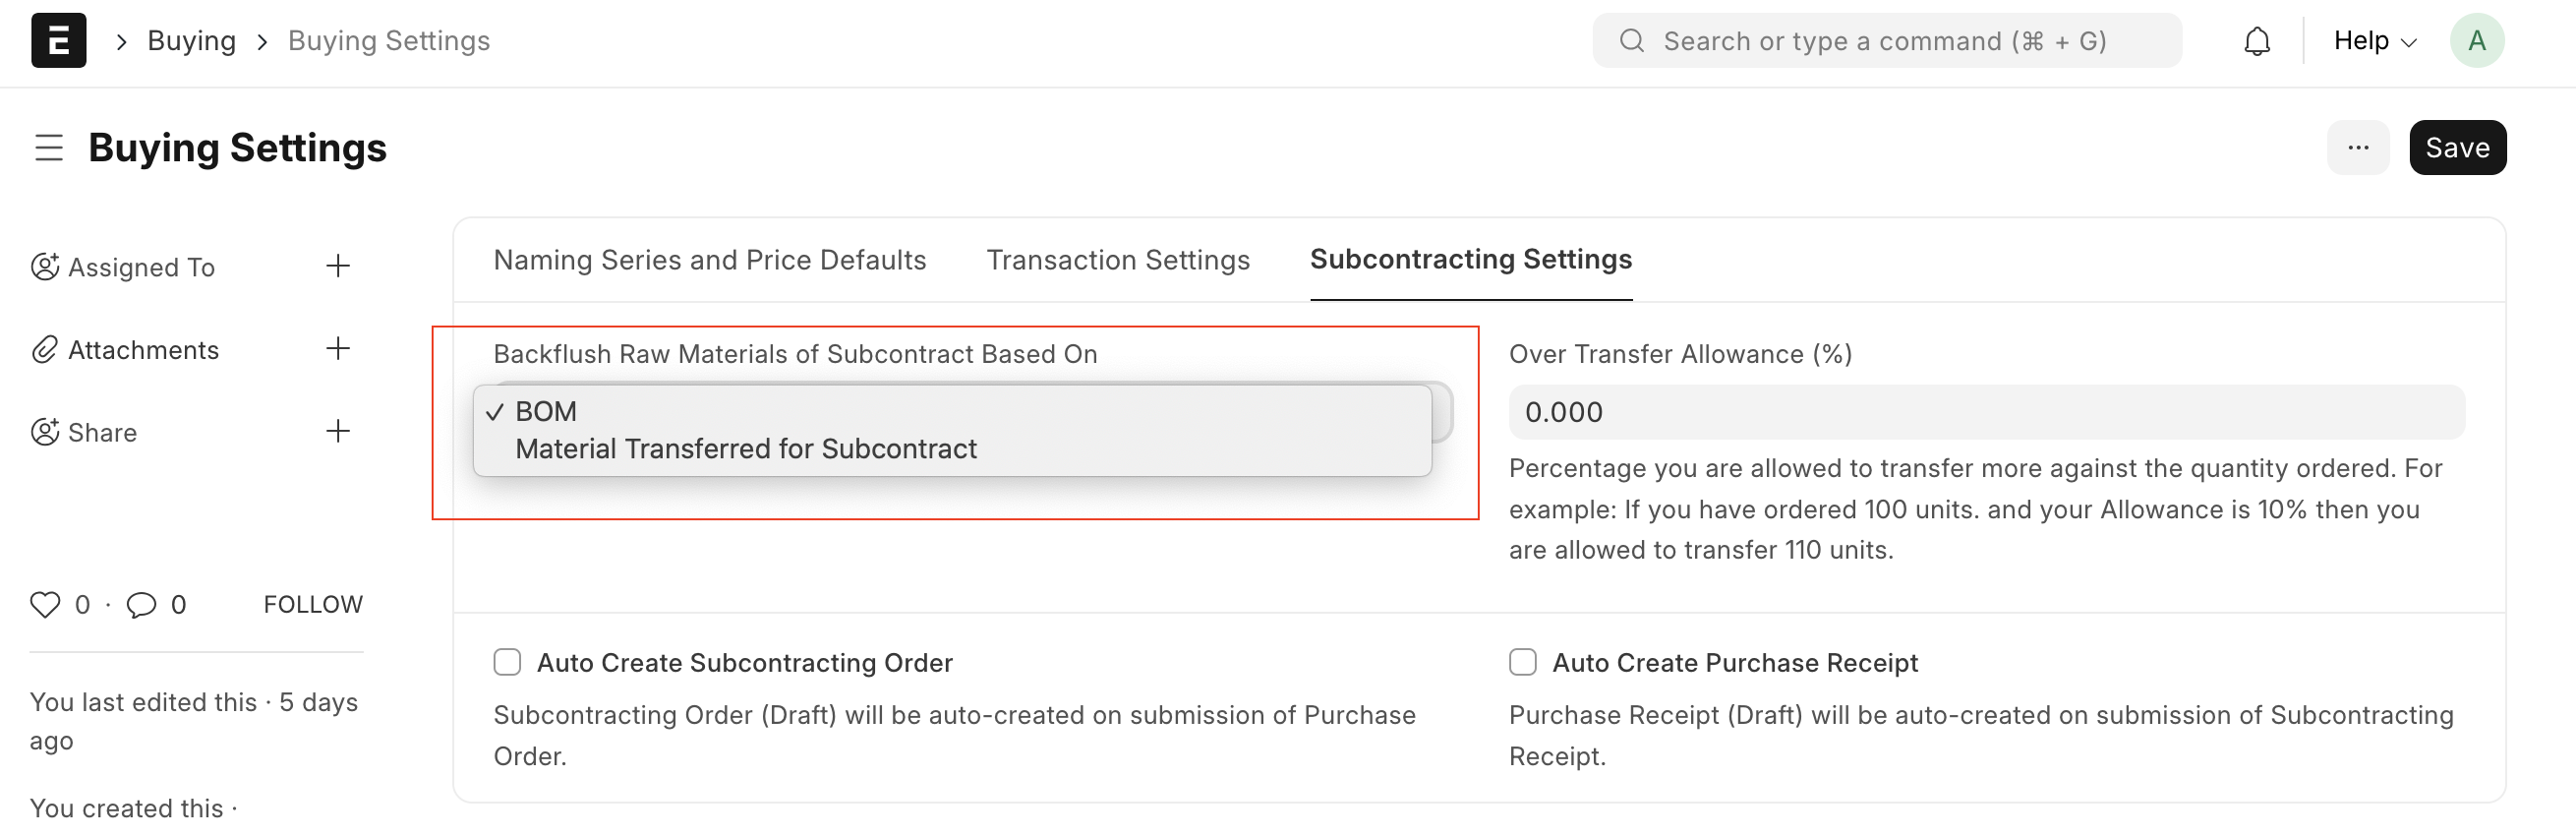 E
Buying
Buying Settings
Search or type a command (⌘ + G)
Help
A
Buying Settings
...
Save
Assigned To
Attachments
Share
0 · 0 FOLLOW
You last edited this · 5 days
ago
You created this ·
Naming Series and Price Defaults
Transaction Settings
Subcontracting Settings
Backflush Raw Materials of Subcontract Based On
✓ BOM
Material Transferred for Subcontract
Over Transfer Allowance (%)
0.000
Percentage you are allowed to transfer more against the quantity ordered. For
example: If you have ordered 100 units. and your Allowance is 10% then you
are allowed to transfer 110 units.
Auto Create Subcontracting Order
Subcontracting Order (Draft) will be auto-created on submission of Purchase
Order.
Auto Create Purchase Receipt
Purchase Receipt (Draft) will be auto-created on submission of Subcontracting
Receipt.